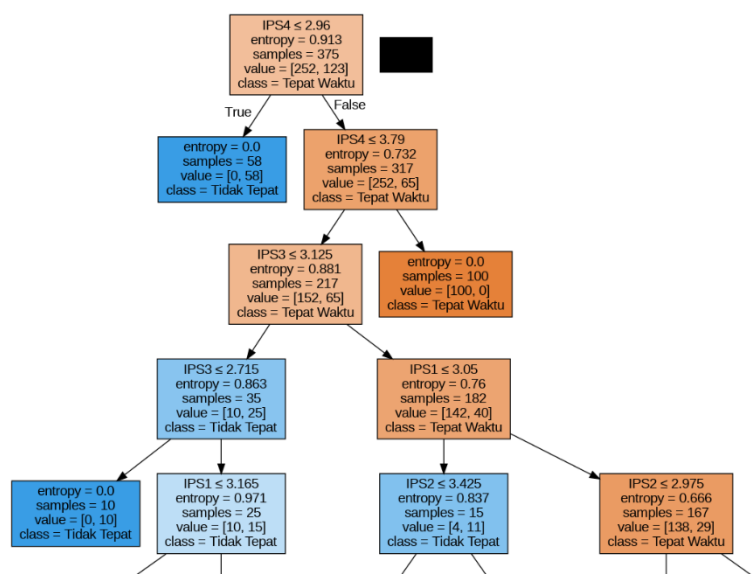 IPS4 ≤ 2.96
entropy = 0.913
samples = 375
value = [252, 123]
class = Tepat Waktu
True
False
entropy = 0.0
samples = 58
value = [0, 58]
class = Tidak Tepat
IPS4 ≤ 3.79
entropy = 0.732
samples = 317
value = [252, 65]
class = Tepat Waktu
IPS3 ≤ 3.125
entropy = 0.881
samples = 217
value = [152, 65]
class = Tepat Waktu
entropy = 0.0
samples = 100
value = [100, 0]
class = Tepat Waktu
IPS3 ≤ 2.715
entropy = 0.863
samples = 35
value = [10, 25]
class = Tidak Tepat
IPS1 ≤ 3.05
entropy = 0.76
samples = 182
value = [142, 40]
class = Tepat Waktu
entropy = 0.0
samples = 10
value = [0, 10]
class = Tidak Tepat
IPS1 ≤ 3.165
entropy = 0.971
samples = 25
value = [10, 15]
class = Tidak Tepat
IPS2 ≤ 3.425
entropy = 0.837
samples = 15
value = [4, 11]
class = Tidak Tepat
IPS2 ≤ 2.975
entropy = 0.666
samples = 167
value = [138, 29]
class = Tepat Waktu